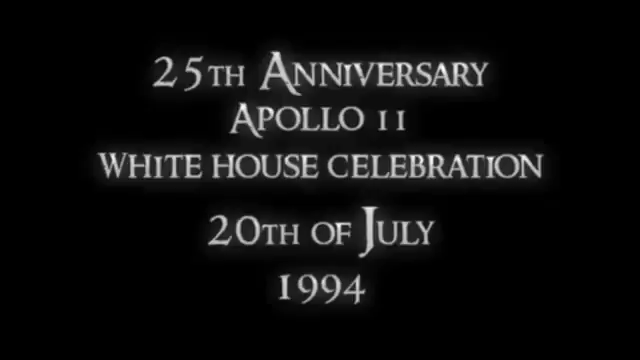 25th Anniversary
Apollo 11
White House Celebration
20th of July
1994